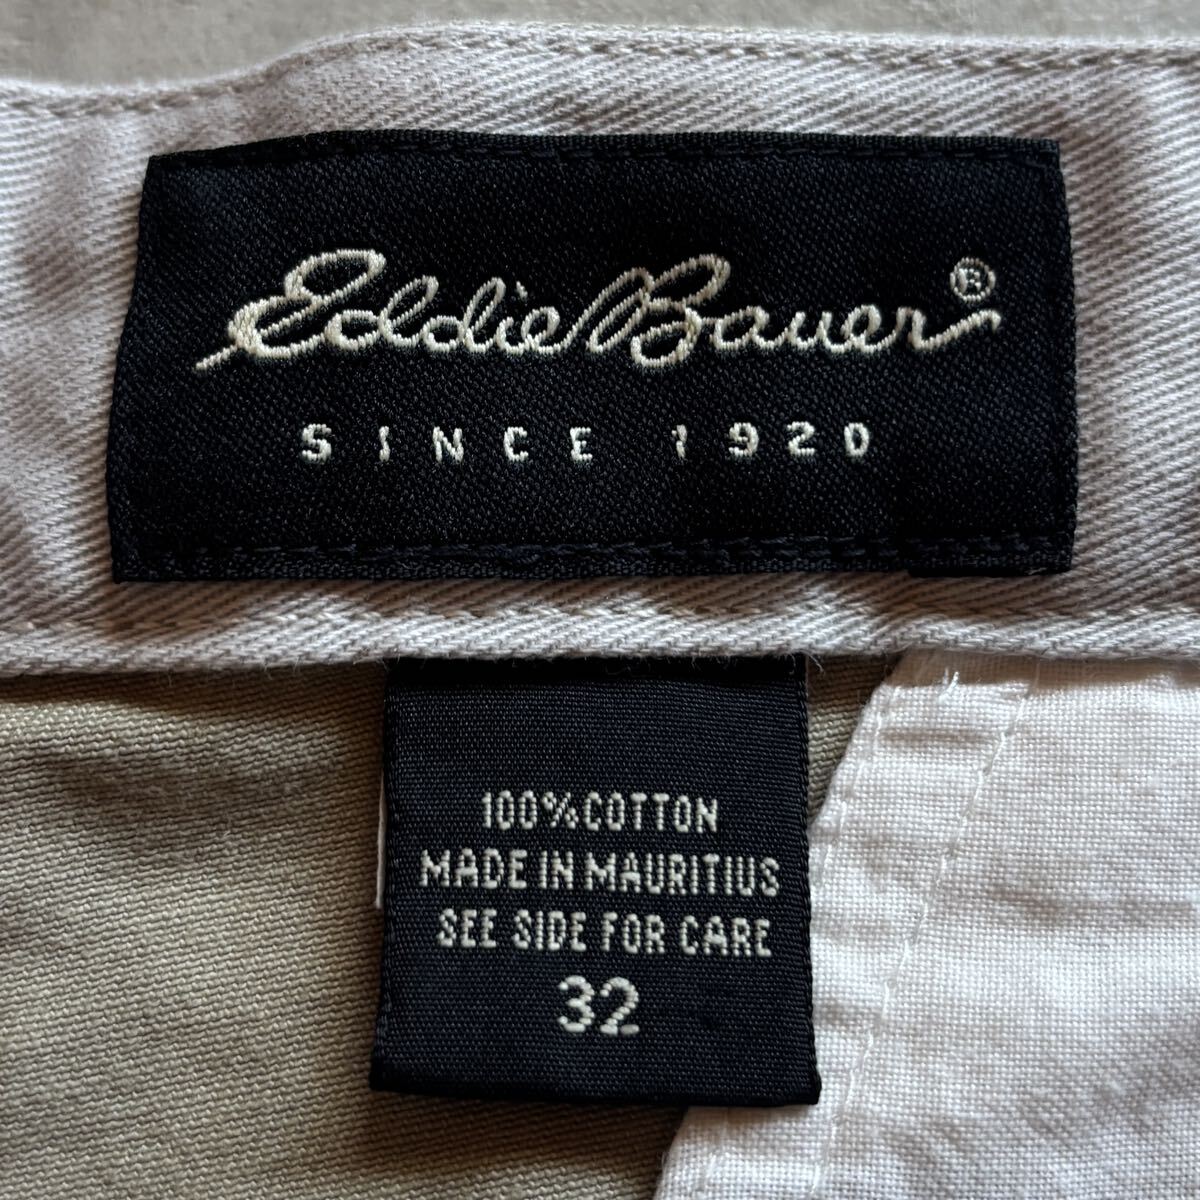 Eddie Bauer®
SINCE 1920
100% COTTON
MADE IN MAURITIUS
SEE SIDE FOR CARE
32